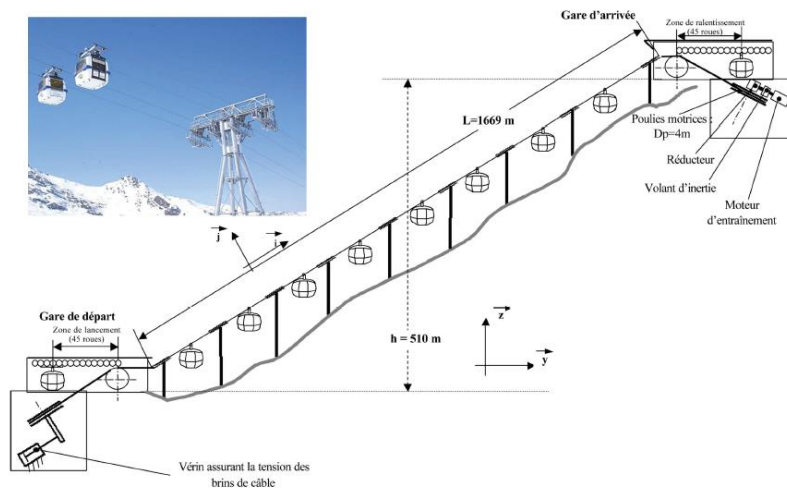 Gare d'arrivée
Zone de ralentissement
(45 roues)
L=1669 m
Poulies motrices :
Dp=4m
Réducteur
Volant d'inertie
Moteur
d'entraînement
j
i
Gare de départ
Zone de lancement
(45 roues)
h = 510 m
z
y
Vérin assurant la tension des
brins de câble